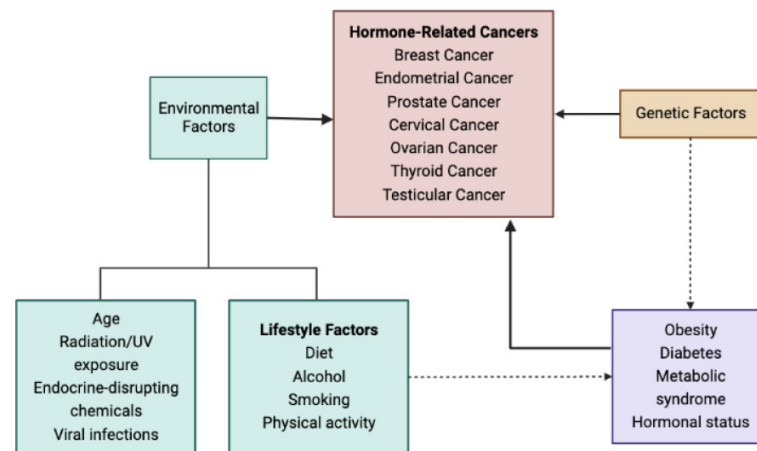 Hormone-Related Cancers
Breast Cancer
Endometrial Cancer
Prostate Cancer
Cervical Cancer
Ovarian Cancer
Thyroid Cancer
Testicular Cancer
Environmental
Factors
Genetic Factors
Age
Radiation/UV
exposure
Endocrine-disrupting
chemicals
Viral infections
Lifestyle Factors
Diet
Alcohol
Smoking
Physical activity
Obesity
Diabetes
Metabolic
syndrome
Hormonal status